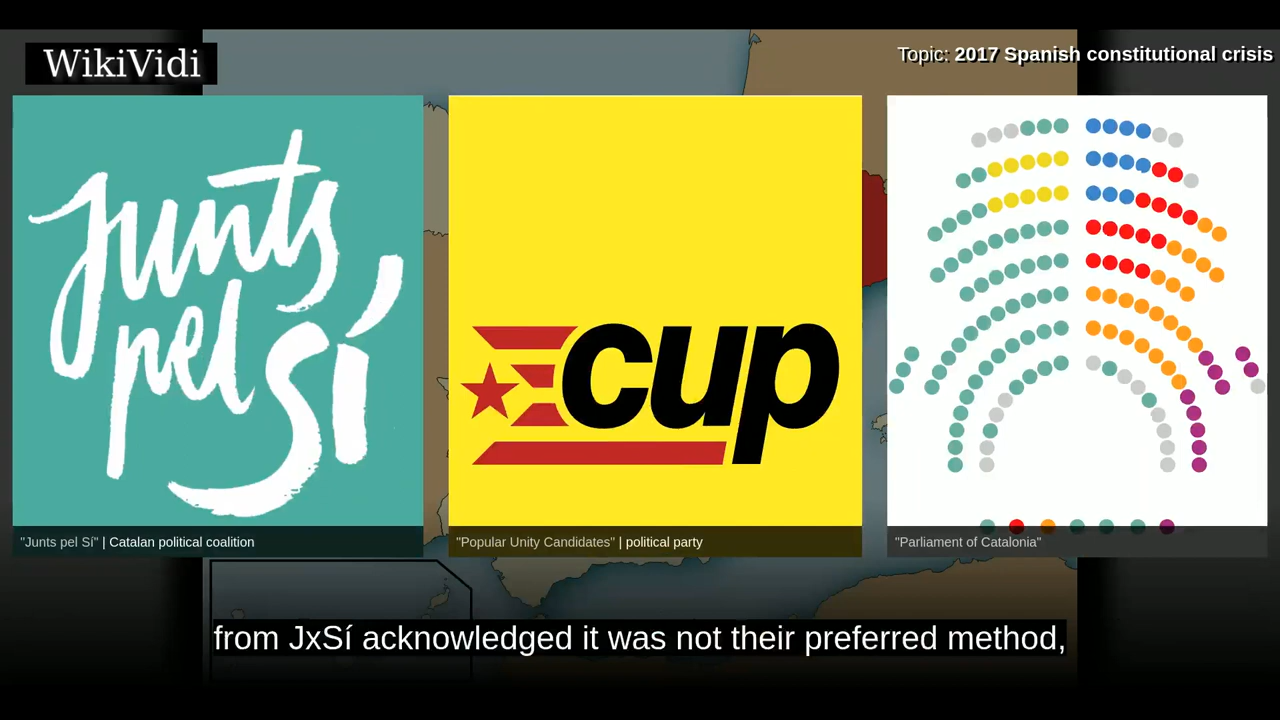 WikiVidi
Topic: 2017 Spanish constitutional crisis
Junts
pel
SÍ
cup
"Junts pel Sí" | Catalan political coalition
"Popular Unity Candidates" | political party
"Parliament of Catalonia"
from JxSí acknowledged it was not their preferred method,